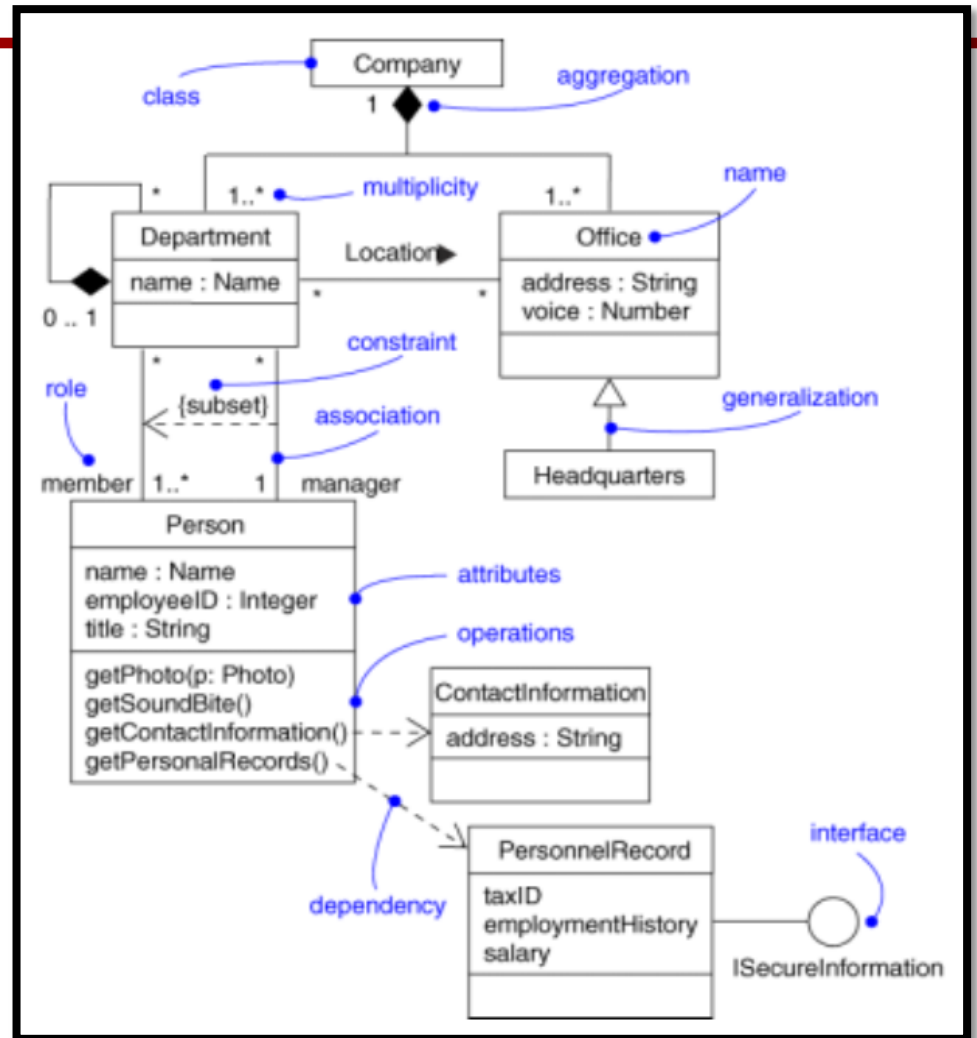 Company
class
aggregation
1
name
multiplicity
*
1..*
1..*
Department
Office
Location
name : Name
address : String
voice : Number
*
*
0 .. 1
constraint
*
*
role
{subset}
association
generalization
member
1..*
1
manager
Headquarters
Person
name : Name
employeeID : Integer
title : String
attributes
operations
getPhoto(p: Photo)
getSoundBite()
getContactInformation()
getPersonalRecords()
ContactInformation
address : String
dependency
PersonnelRecord
taxID
employmentHistory
salary
interface
ISecureInformation